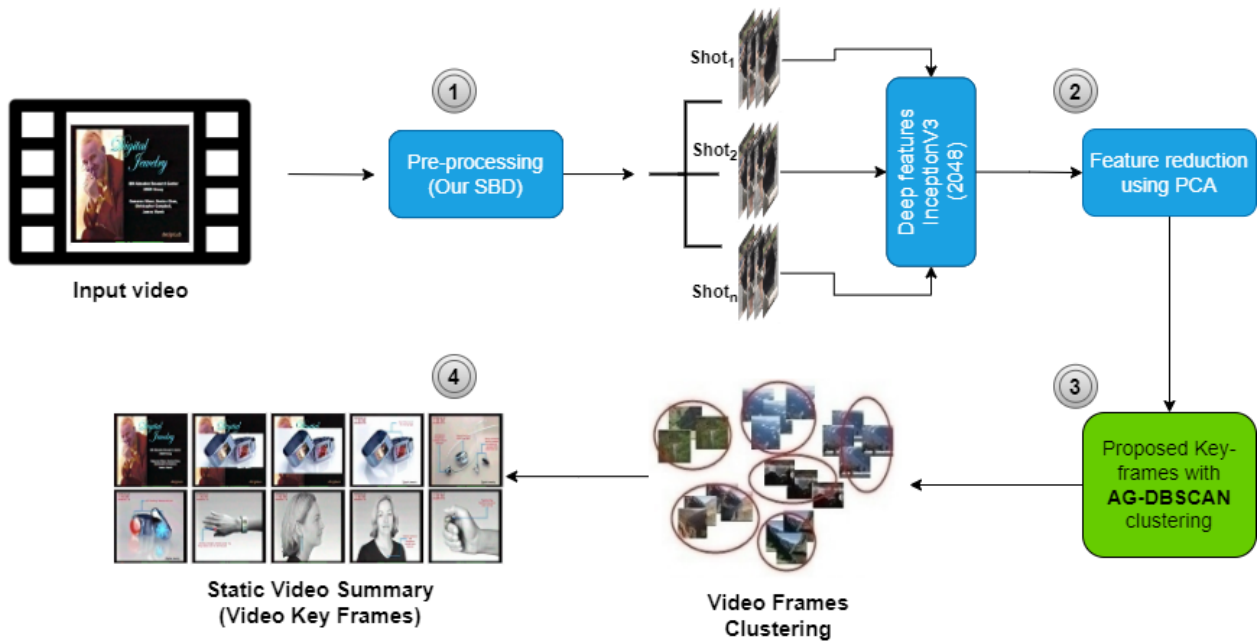 1
Pre-processing
(Our SBD)
Input video
Digital
Jewelry
Shot1
Shot2
Shotn
Deep features
InceptionV3
(2048)
2
Feature reduction
using PCA
3
Proposed Key-
frames with
AG-DBSCAN
clustering
Video Frames
Clustering
4
Static Video Summary
(Video Key Frames)